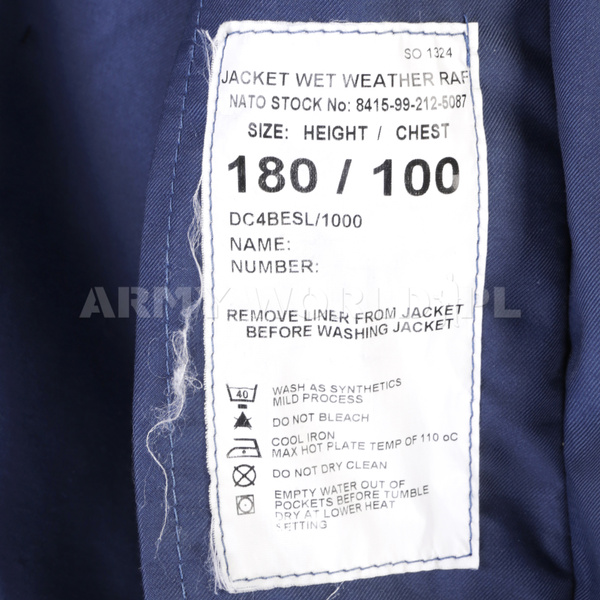 SO 1324
JACKET WET WEATHER RAF
NATO STOCK No: 8415-99-212-5087
SIZE: HEIGHT / CHEST
180 / 100
DC4BESL/1000
NAME:
NUMBER:
ARMY WORLD.PL
REMOVE LINER FROM JACKET
BEFORE WASHING JACKET
40
WASH AS SYNTHETICS
MILD PROCESS
DO NOT BLEACH
COOL IRON
MAX HOT PLATE TEMP OF 110 oC
DO NOT DRY CLEAN
EMPTY WATER OUT OF
POCKETS BEFORE TUMBLE
DRY AT LOWER HEAT
SETTING